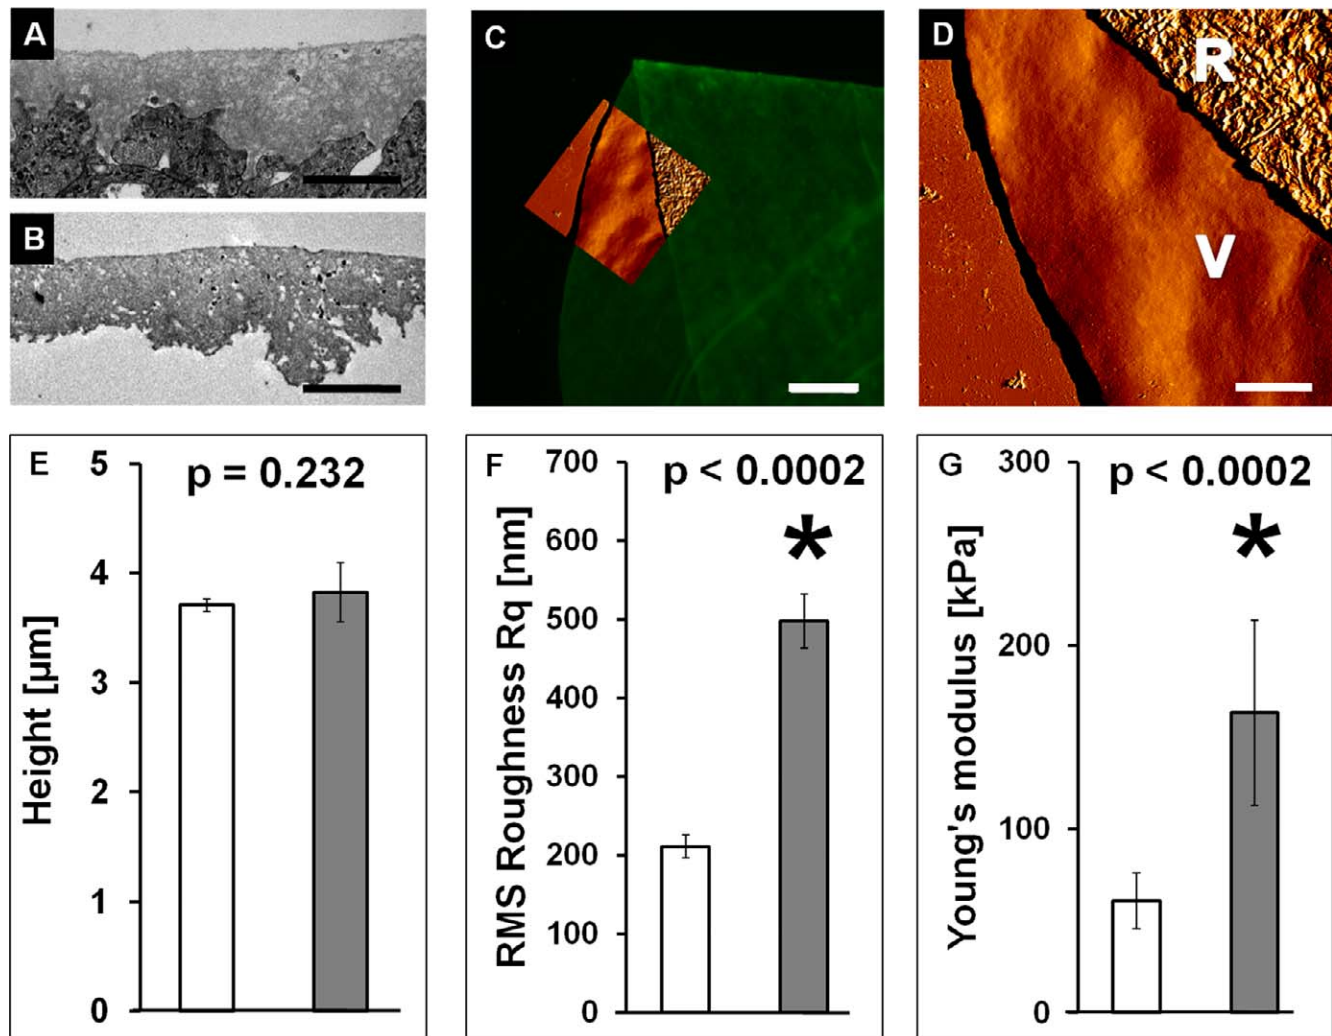 A
B
C
D
R
V
E
p = 0.232
Height [µm]
5
4
3
2
1
0
F
p < 0.0002
*
RMS Roughness Rq [nm]
700
600
500
400
300
200
100
0
G
p < 0.0002
*
Young's modulus [kPa]
300
200
100
0